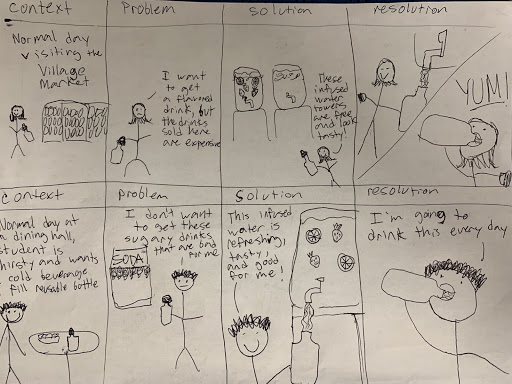 Context
Normal day
visiting the
Village
Market
Problem
I want
to get
a flavored
drink, but
the drinks
sold here
are expensive
Solution
These
infused
water
towers
are free
and look
tasty!
resolution
YUM!
context
Normal day at
a dining hall,
student is
thirsty and wants
cold beverage
fill reusable bottle
Problem
I don't want
to get these
sugary drinks
that are bad
for me
SODA
Solution
This infused
water is
refreshing,
tasty,
and good
for me!
resolution
I'm going to
drink this every day